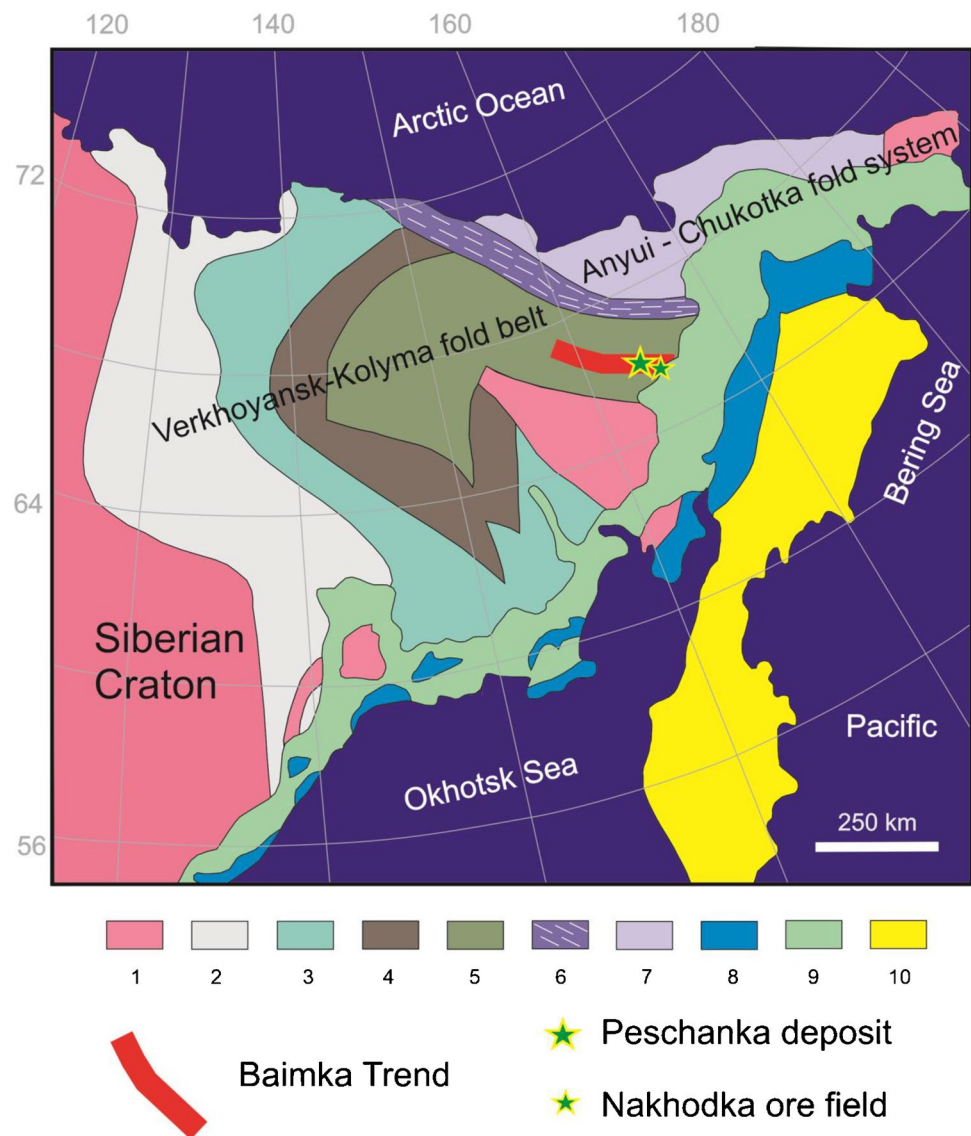 120 140 160 180
Arctic Ocean
72
Anyui - Chukotka fold system
Verkhoyansk-Kolyma fold belt
Bering Sea
64
Siberian
Craton
Pacific
Okhotsk Sea
250 km
56
1 2 3 4 5 6 7 8 9 10
Peschanka deposit
Baimka Trend
Nakhodka ore field